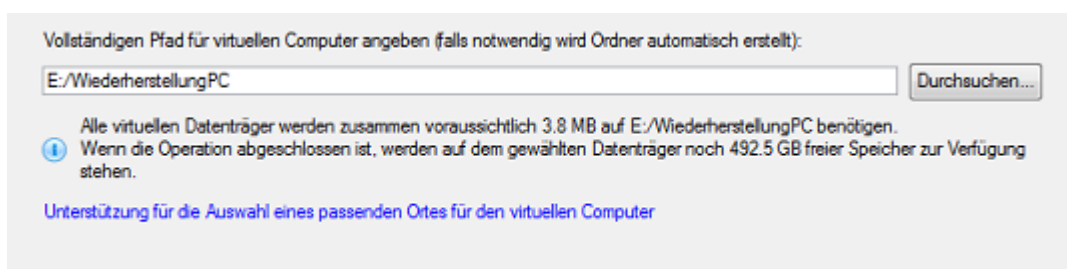 Vollständigen Pfad für virtuellen Computer angeben (falls notwendig wird Ordner automatisch erstellt):
E:/WiederherstellungPC
Durchsuchen...
Alle virtuellen Datenträger werden zusammen voraussichtlich 3.8 MB auf E:/WiederherstellungPC benötigen.
Wenn die Operation abgeschlossen ist, werden auf dem gewählten Datenträger noch 492.5 GB freier Speicher zur Verfügung
stehen.
Unterstützung für die Auswahl eines passenden Ortes für den virtuellen Computer